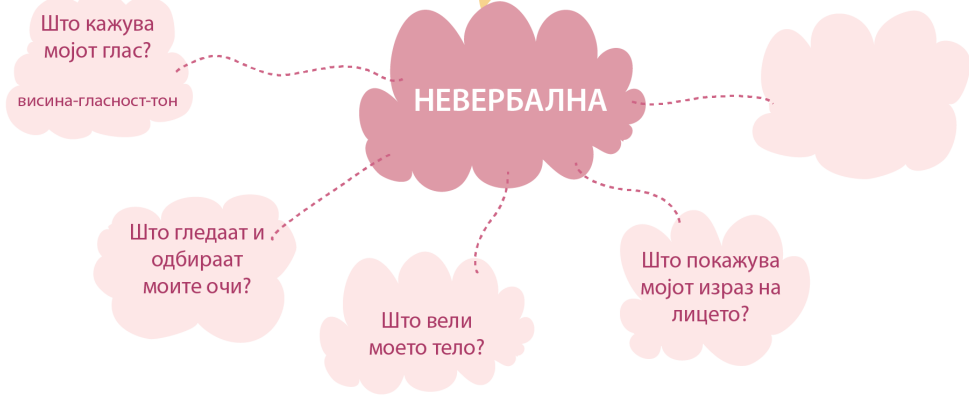 Што кажува
мојот глас?
висина-гласност-тон
НЕВЕРБАЛНА
Што гледаат и
одбираат
моите очи?
Што вели
моето тело?
Што покажува
мојот израз на
лицето?